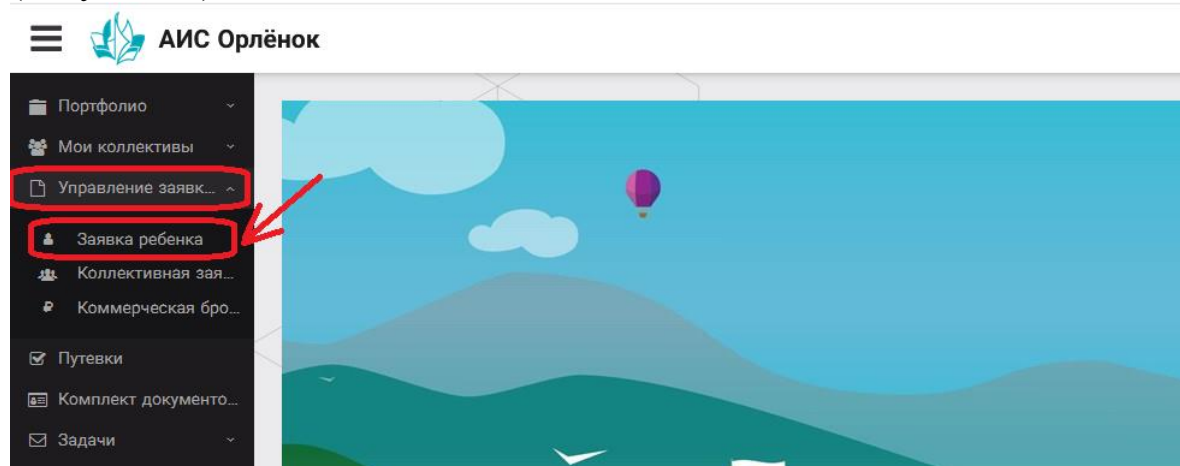 АИС Орлёнок
Портфолио
Мои коллективы
Управление заявк...
Заявка ребенка
Коллективная зая...
Коммерческая бро...
Путевки
Комплект документо...
Задачи